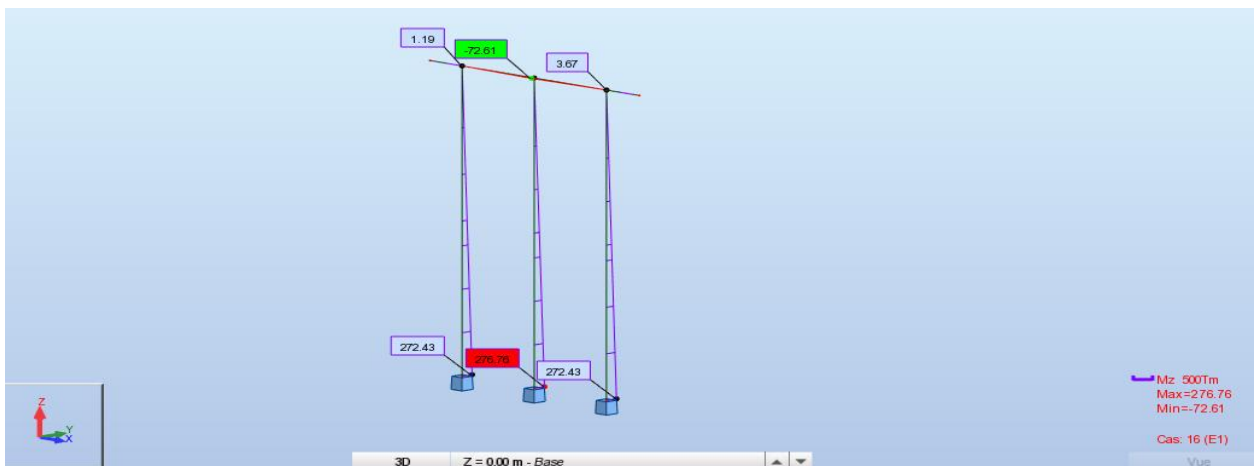 1.19
-72.61
3.67
272.43
276.76
272.43
Mz 500Tm
Max=276.76
Min=-72.61
Cas: 16 (E1)
Z
Y
X
3D
Z = 0.00 m - Base
Vue